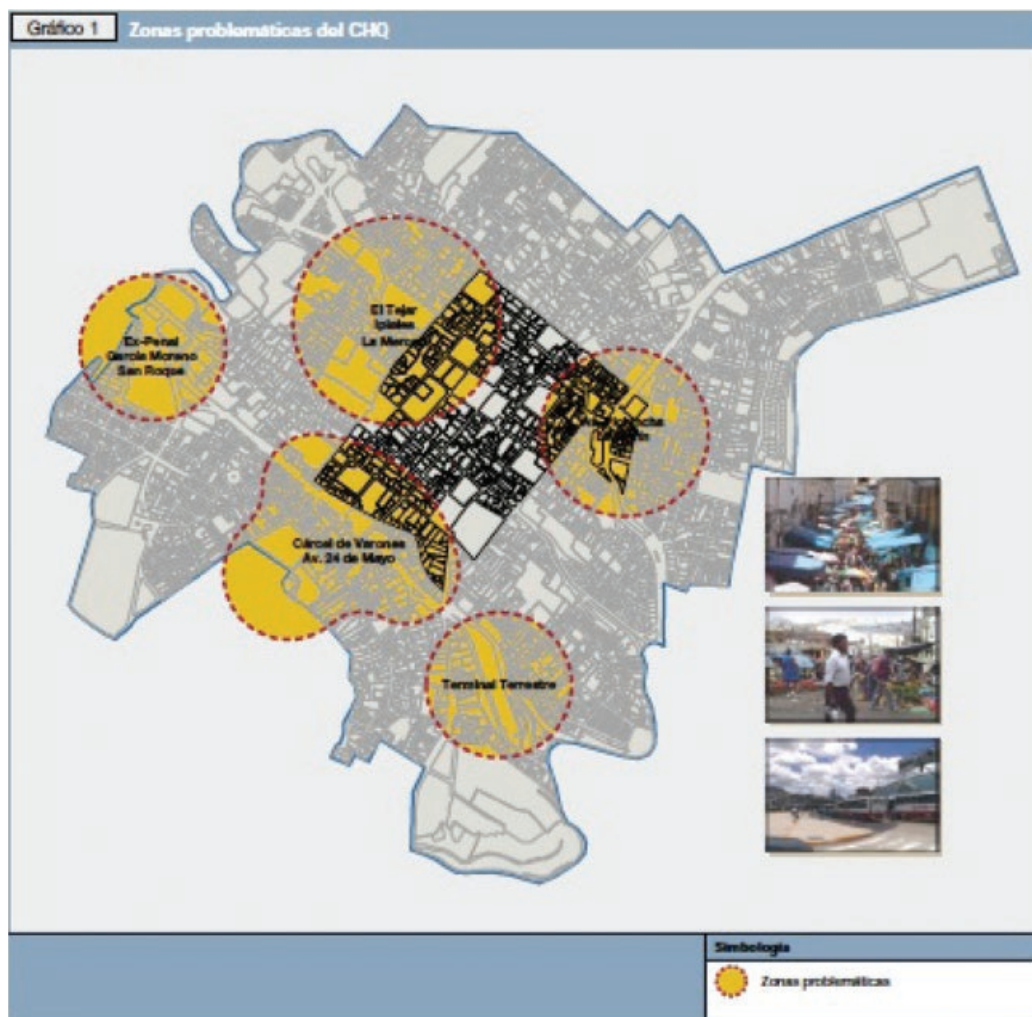 Gráfico 1
Zonas problemáticas del CHQ
El Tejar
Ipiales
La Merced
Ex-Penal
García Moreno
San Roque
Cárcel de Varones
Av. 24 de Mayo
Terminal Terrestre
Simbología
Zonas problemáticas